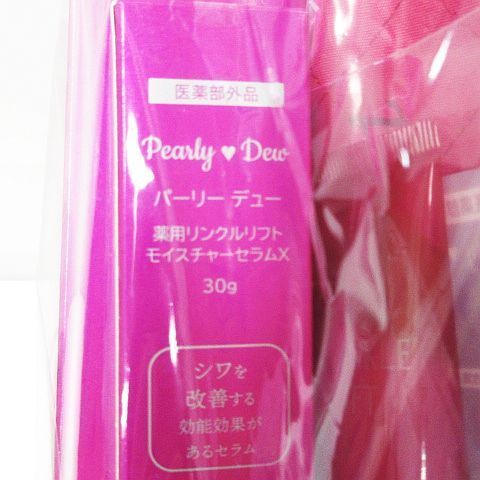 医薬部外品
Pearly ♥ Dew
パーリー デュー
薬用リンクルリフト
モイスチャーセラムX
30g
シワを
改善する
効能効果が
あるセラム